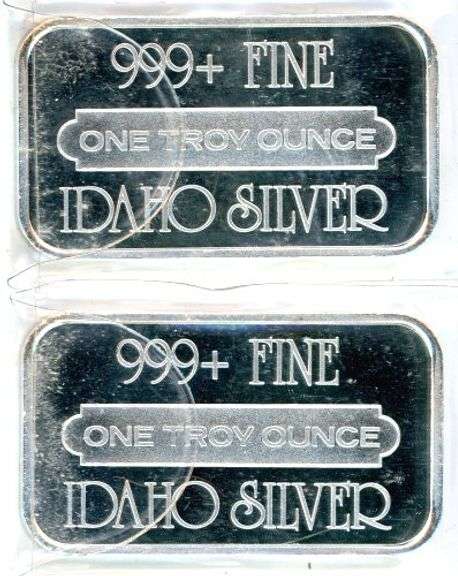 999+ FINE
ONE TROY OUNCE
IDAHO SILVER
999+ FINE
ONE TROY OUNCE
IDAHO SILVER